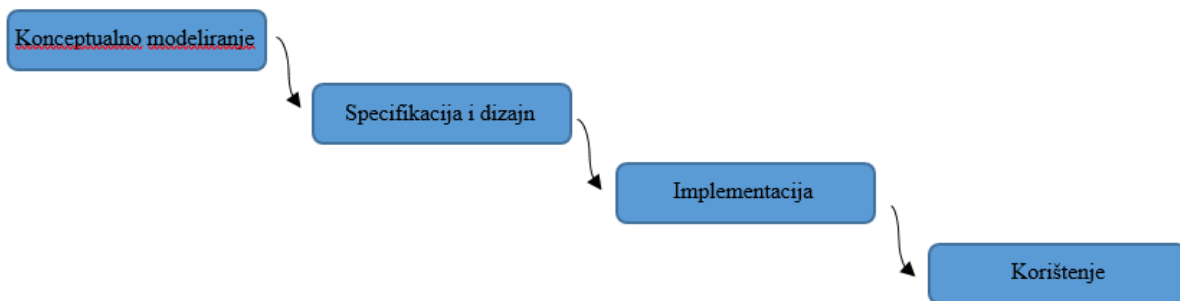 Konceptualno modeliranje
Specifikacija i dizajn
Implementacija
Korištenje